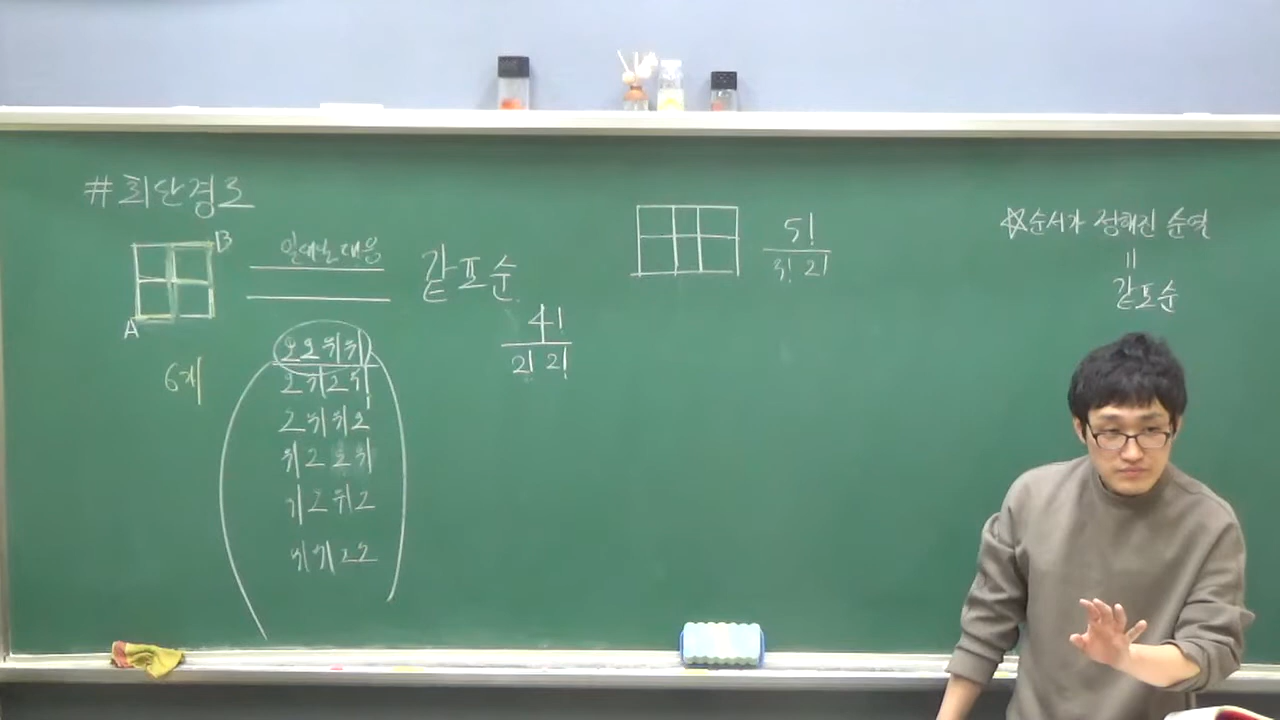 #최단경로
B
A
6개
일대일 대응
오오위위
오위오위
오위위오
위오오위
위오위오
위위오오
같포순
4!
2! 2!
5!
3! 2!
☆순서가 정해진 순열
=
같포순